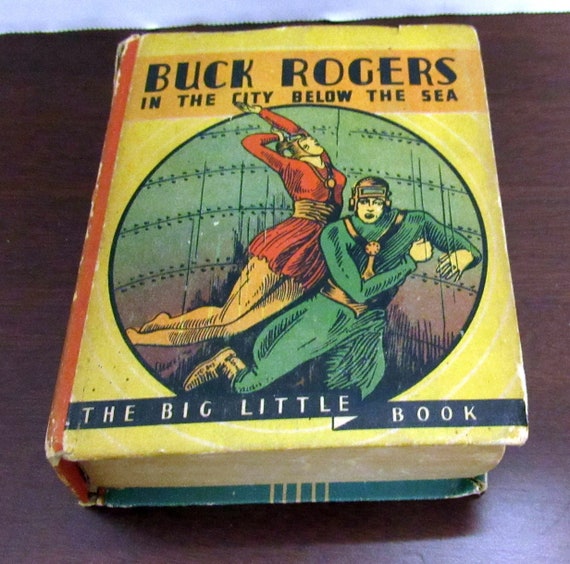 BUCK ROGERS
IN THE CITY BELOW THE SEA
THE BIG LITTLE BOOK